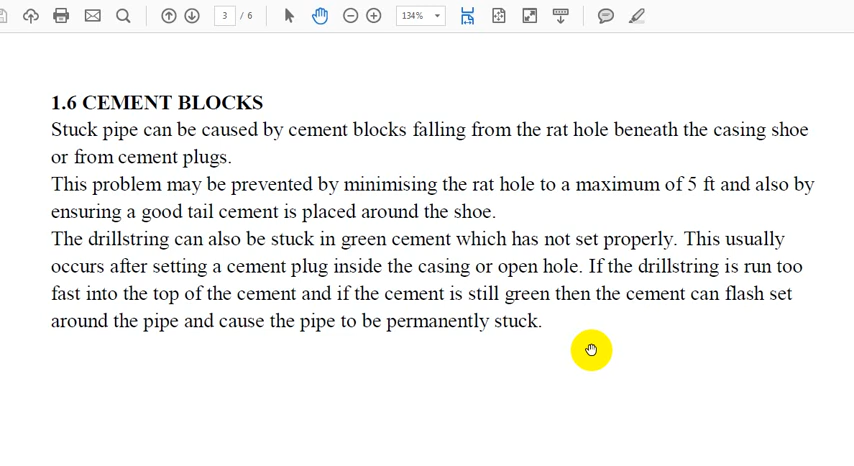 3 / 6 134%
1.6 CEMENT BLOCKS
Stuck pipe can be caused by cement blocks falling from the rat hole beneath the casing shoe
or from cement plugs.
This problem may be prevented by minimising the rat hole to a maximum of 5 ft and also by
ensuring a good tail cement is placed around the shoe.
The drillstring can also be stuck in green cement which has not set properly. This usually
occurs after setting a cement plug inside the casing or open hole. If the drillstring is run too
fast into the top of the cement and if the cement is still green then the cement can flash set
around the pipe and cause the pipe to be permanently stuck.